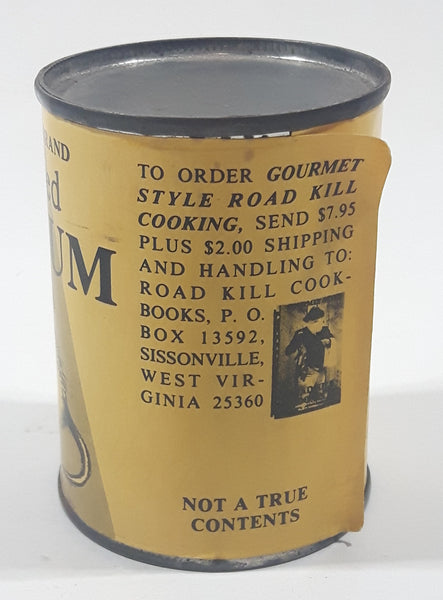 BRAND
ed
UM
TO ORDER GOURMET
STYLE ROAD KILL
COOKING, SEND $7.95
PLUS $2.00 SHIPPING
AND HANDLING TO:
ROAD KILL COOK-
BOOKS, P. O.
BOX 13592,
SISSONVILLE,
WEST VIR-
GINIA 25360
NOT A TRUE
CONTENTS